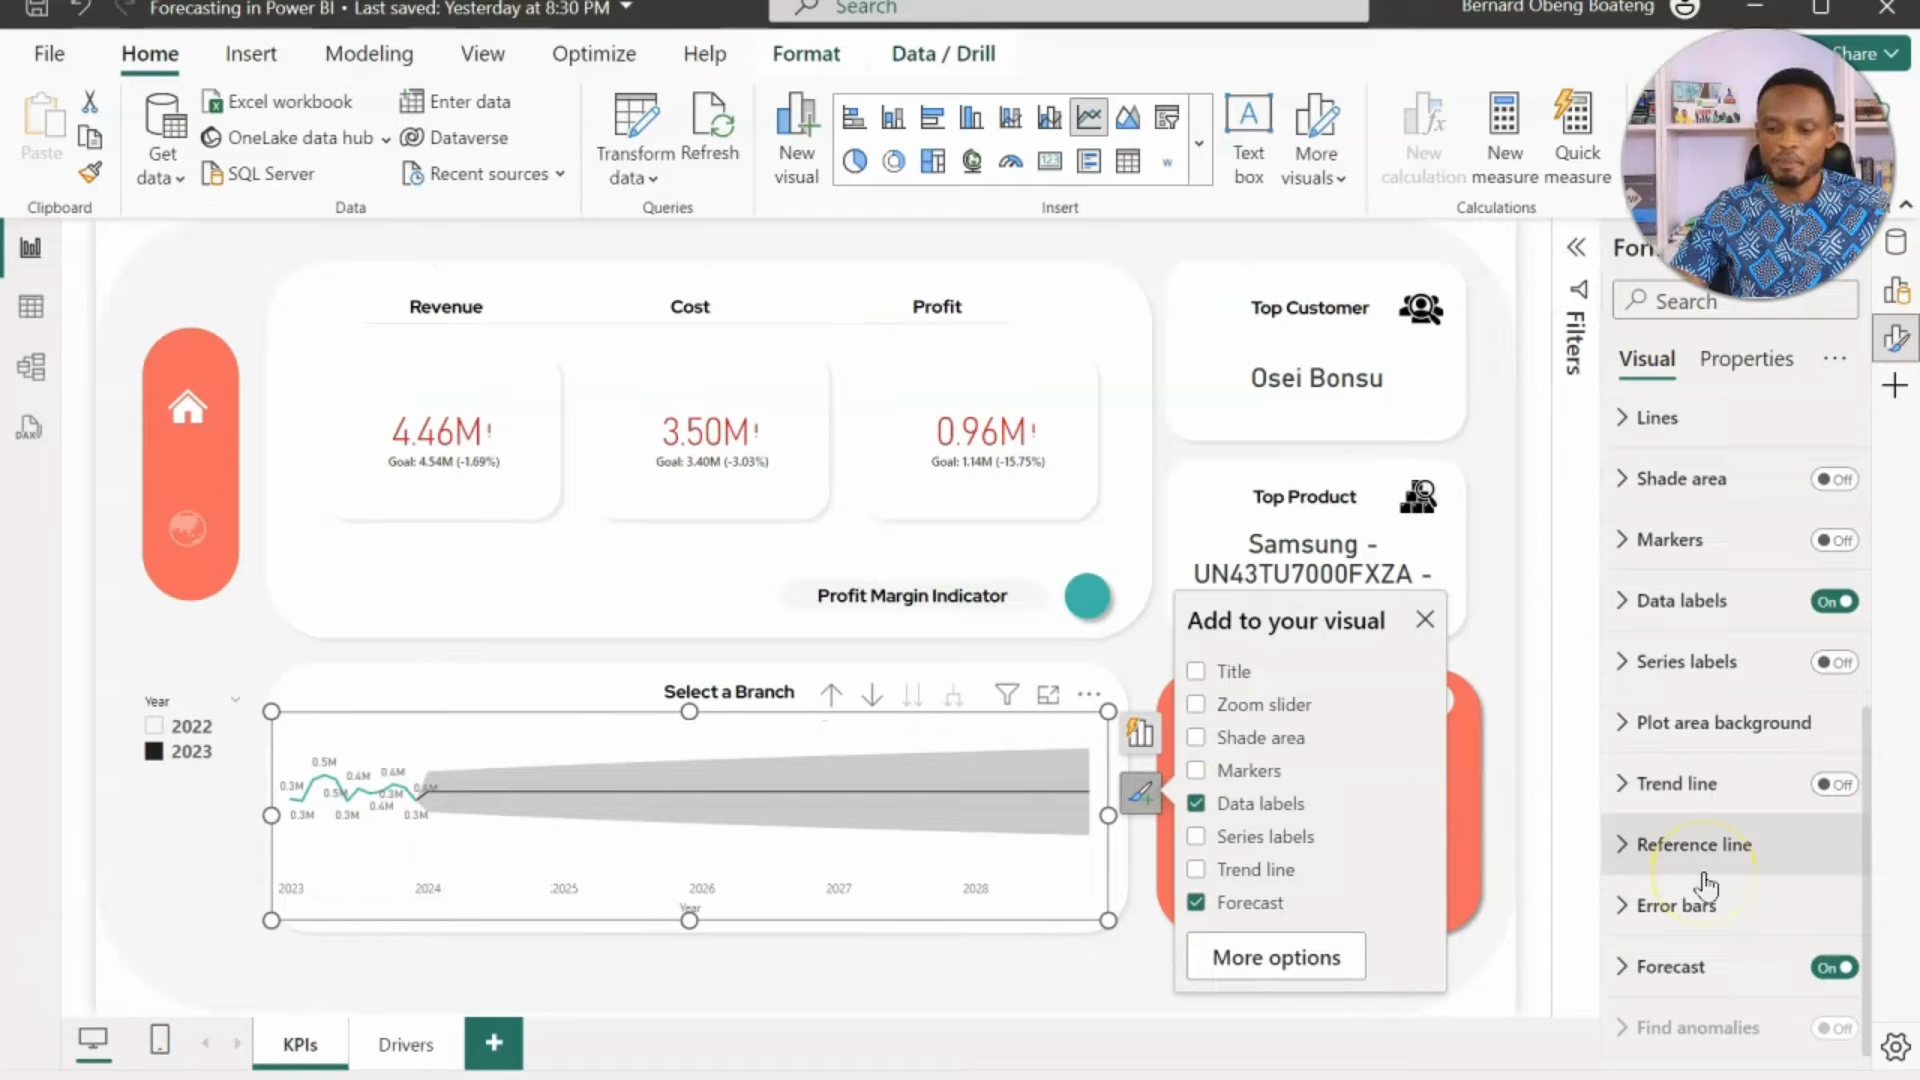 Forecasting in Power BI • Last saved: Yesterday at 8:30 PM
Search
Bernard Obeng Boateng
File
Home
Insert
Modeling
View
Optimize
Help
Format
Data / Drill
Share
Paste
Clipboard
Get
data
Excel workbook
OneLake data hub
SQL Server
Enter data
Dataverse
Recent sources
Data
Transform
data
Refresh
Queries
New
visual
Text
box
More
visuals
Insert
New
calculation
New
measure
Quick
measure
Calculations
Revenue
Cost
Profit
4.46M!
Goal: 4.54M (-1.69%)
3.50M!
Goal: 3.40M (-3.03%)
0.96M!
Goal: 1.14M (-15.75%)
Profit Margin Indicator
Top Customer
Osei Bonsu
Top Product
Samsung -
UN43TU7000FXZA -
Year
2022
2023
Select a Branch
0.3M
0.3M
0.5M
0.5M
0.3M
0.4M
0.4M
0.4M
0.3M
0.3M
2023
2024
2025
2026
2027
2028
Year
Add to your visual
Title
Zoom slider
Shade area
Markers
Data labels
Series labels
Trend line
Forecast
More options
Filters
Search
Visual
Properties
Lines
Shade area
Off
Markers
Off
Data labels
On
Series labels
Off
Plot area background
Trend line
Off
Reference line
Error bars
Forecast
On
Find anomalies
Off
DAX
KPIs
Drivers